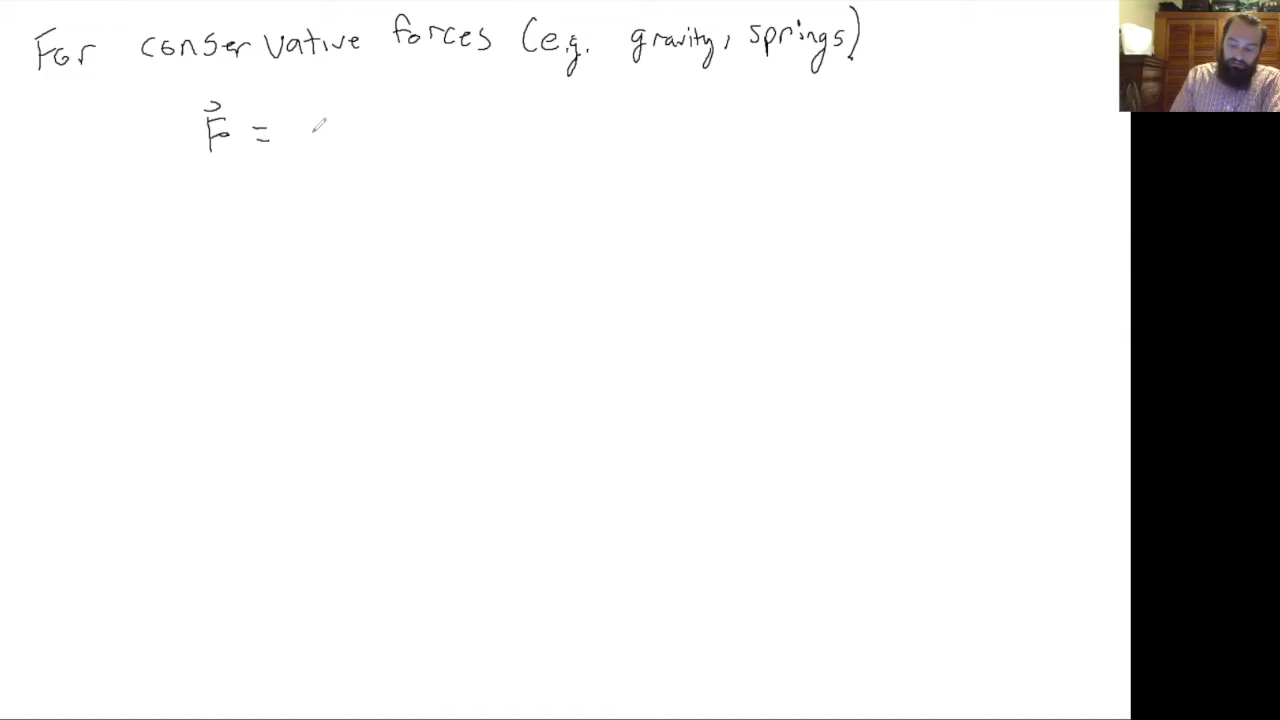 For conservative forces (e.g. gravity, springs)
F⃗ =